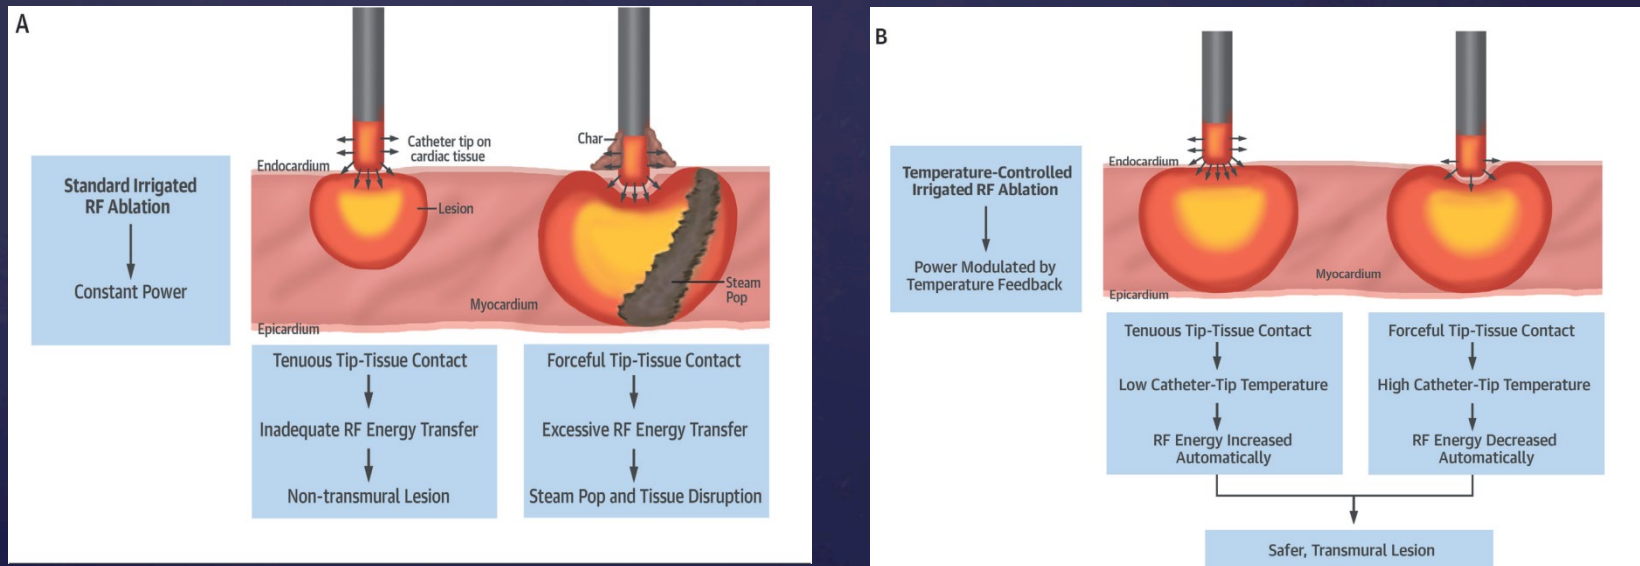 A
Standard Irrigated
RF Ablation
Constant Power
Endocardium
Catheter tip on
cardiac tissue
Lesion
Char
Steam
Pop
Myocardium
Epicardium
Tenuous Tip-Tissue Contact
Inadequate RF Energy Transfer
Non-transmural Lesion
Forceful Tip-Tissue Contact
Excessive RF Energy Transfer
Steam Pop and Tissue Disruption
B
Temperature-Controlled
Irrigated RF Ablation
Power Modulated by
Temperature Feedback
Endocardium
Myocardium
Epicardium
Tenuous Tip-Tissue Contact
Low Catheter-Tip Temperature
RF Energy Increased
Automatically
Forceful Tip-Tissue Contact
High Catheter-Tip Temperature
RF Energy Decreased
Automatically
Safer, Transmural Lesion